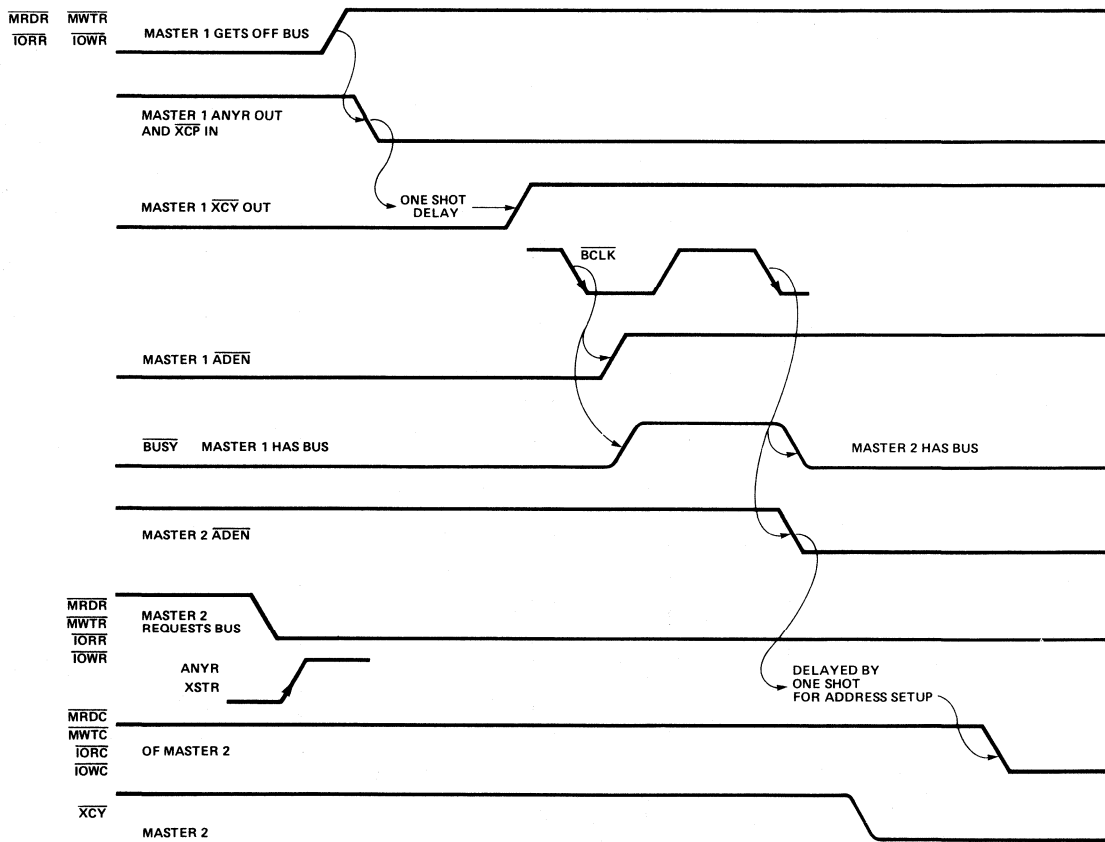 MRDR MWTR
IORR IOWR
MASTER 1 GETS OFF BUS
MASTER 1 ANYR OUT
AND XCP IN
MASTER 1 XCY OUT
ONE SHOT
DELAY
BCLK
MASTER 1 ADEN
BUSY MASTER 1 HAS BUS
MASTER 2 HAS BUS
MASTER 2 ADEN
MRDR
MWTR
IORR
IOWR
MASTER 2
REQUESTS BUS
ANYR
XSTR
DELAYED BY
ONE SHOT
FOR ADDRESS SETUP
MRDC
MWTC
IORC
IOWC
OF MASTER 2
XCY
MASTER 2